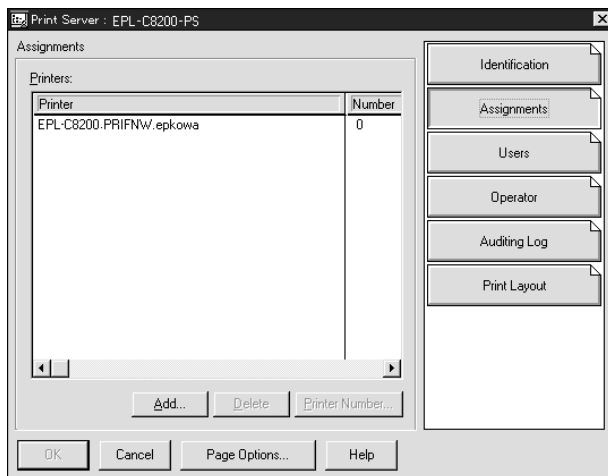 Print Server : EPL-C8200-PS
Assignments
Printers:
Printer Number
EPL-C8200.PRIFNW.epkowa 0
Add... Delete Printer Number...
OK Cancel Page Options... Help
Identification
Assignments
Users
Operator
Auditing Log
Print Layout